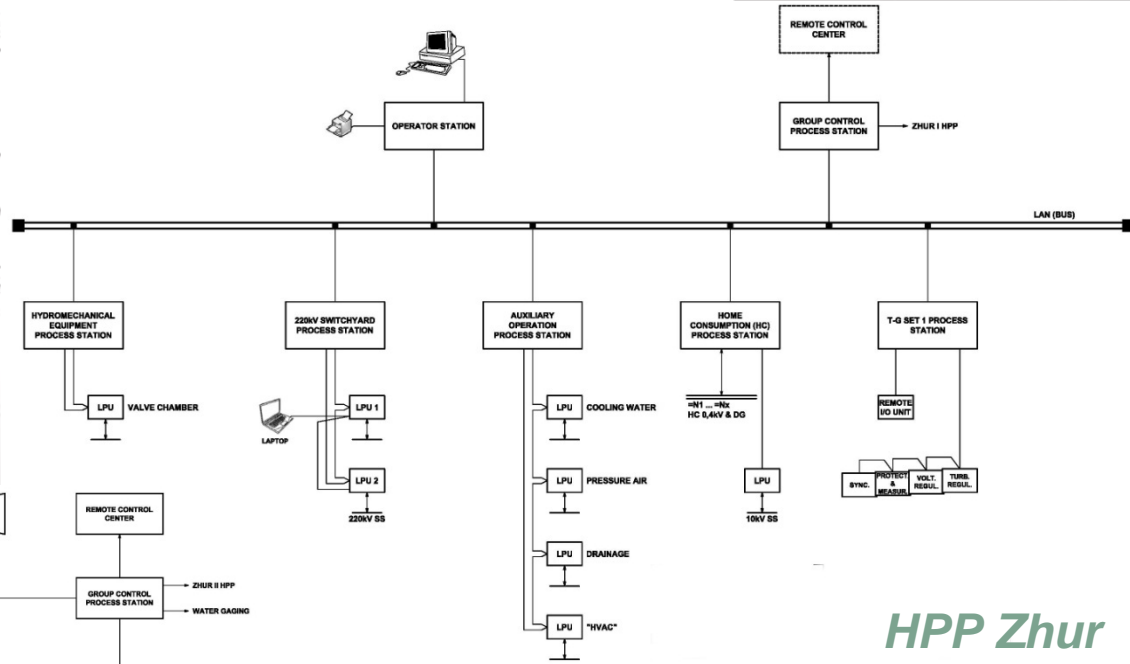 REMOTE CONTROL
CENTER
OPERATOR STATION
GROUP CONTROL
PROCESS STATION
ZHUR I HPP
LAN (BUS)
HYDROMECHANICAL
EQUIPMENT
PROCESS STATION
220kV SWITCHYARD
PROCESS STATION
AUXILIARY
OPERATION
PROCESS STATION
HOME
CONSUMPTION (HC)
PROCESS STATION
T-G SET 1 PROCESS
STATION
LPU
VALVE CHAMBER
LAPTOP
LPU 1
LPU
COOLING WATER
=N1 ... =Nx
HC 0,4kV & DG
REMOTE
I/O UNIT
LPU 2
220kV SS
LPU
PRESSURE AIR
LPU
10kV SS
SYNC.
PROTECT.
&
MEASUR.
VOLT.
REGUL.
TURB.
REGUL.
REMOTE CONTROL
CENTER
LPU
DRAINAGE
GROUP CONTROL
PROCESS STATION
ZHUR II HPP
WATER GAGING
LPU
"HVAC"
HPP Zhur